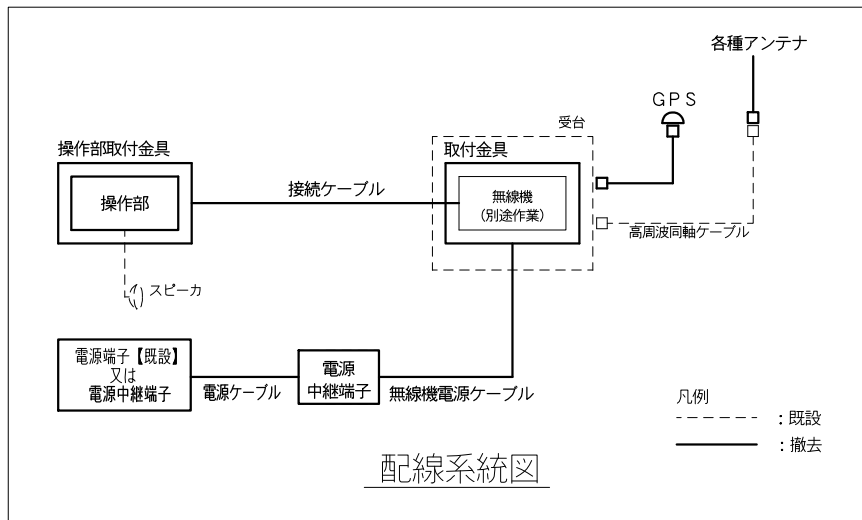 各種アンテナ
GPS
受台
操作部取付金具
取付金具
操作部
接続ケーブル
無線機
(別途作業)
高周波同軸ケーブル
スピーカ
電源端子【既設】
又は
電源中継端子
電源ケーブル
電源
中継端子
無線機電源ケーブル
凡例
：既設
：撤去
配線系統図